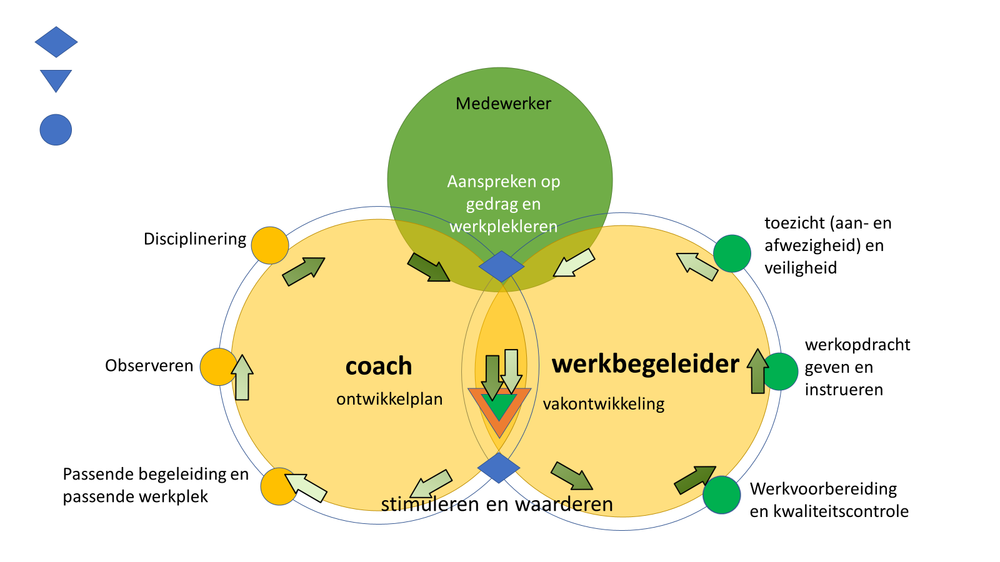 Medewerker
Aanspreken op
gedrag en
werkplekleren
Disciplinering
toezicht (aan- en
afwezigheid) en
veiligheid
Observeren
coach
ontwikkelplan
werkbegeleider
vakontwikkeling
werkopdracht
geven en
instrueren
Passende begeleiding en
passende werkplek
stimuleren en waarderen
Werkvoorbereiding
en kwaliteitscontrole